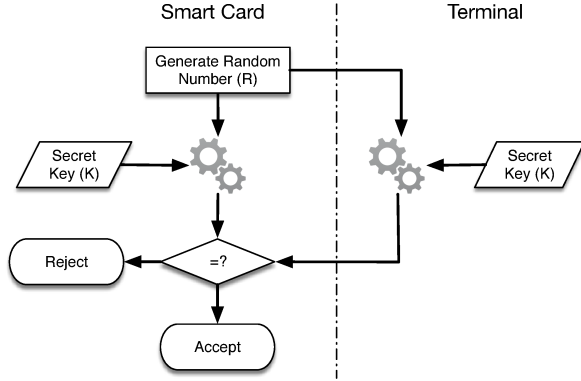 Smart Card
Terminal
Generate Random
Number (R)
Secret
Key (K)
Secret
Key (K)
Reject
=?
Accept